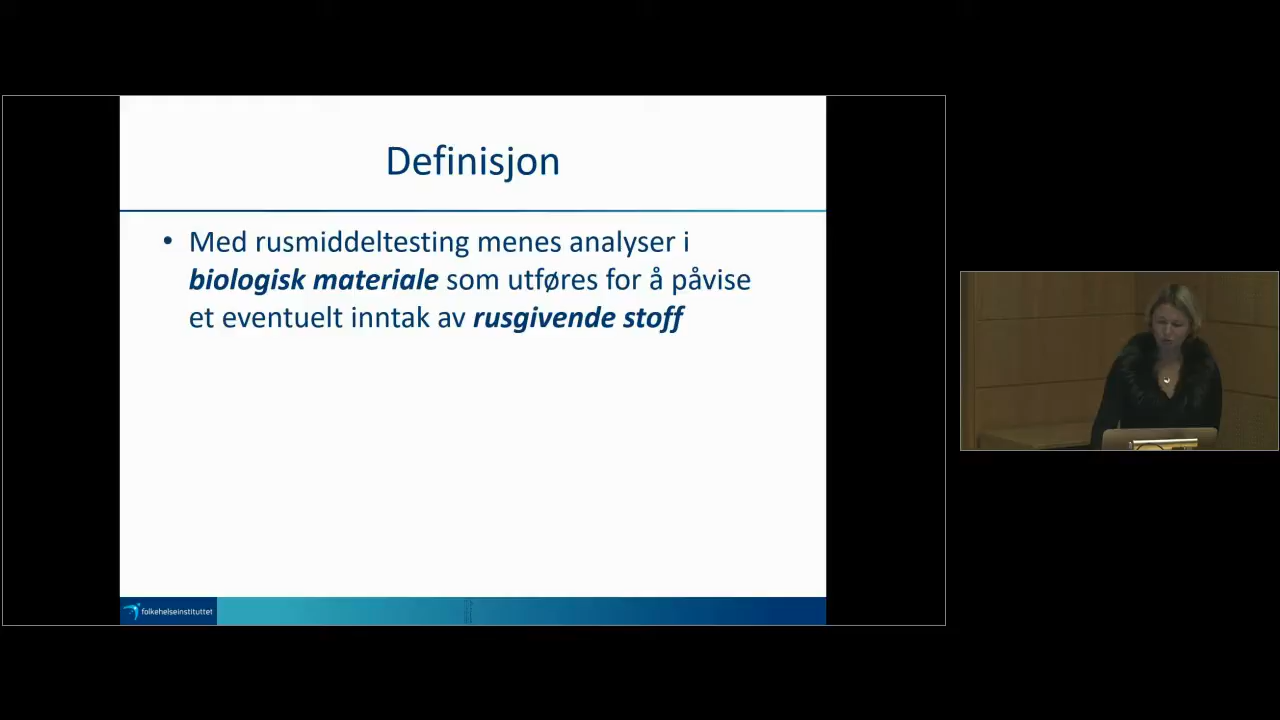 Definisjon
• Med rusmiddeltesting menes analyser i
biologisk materiale som utføres for å påvise
et eventuelt inntak av rusgivende stoff
folkehelseinstituttet